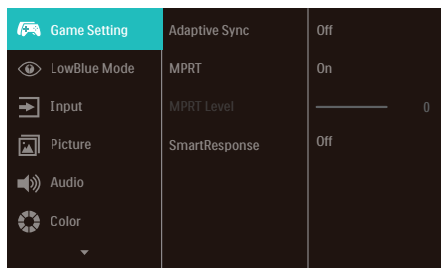 Game Setting Adaptive Sync Off
LowBlue Mode MPRT On
Input MPRT Level 0
Picture SmartResponse Off
Audio
Color